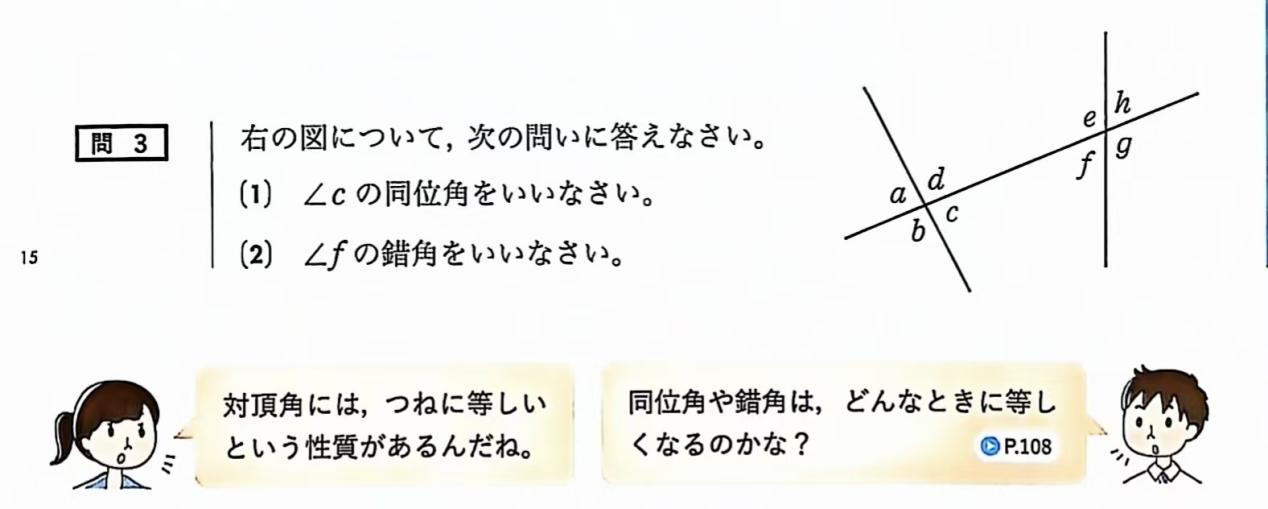 問 3
右の図について，次の問いに答えなさい。
(1) ∠c の同位角をいいなさい。
(2) ∠f の錯角をいいなさい。
15
a
b
c
d
e
f
g
h
対頂角には，つねに等しい
という性質があるんだね。
同位角や錯角は，どんなときに等し
くなるのかな？
P.108